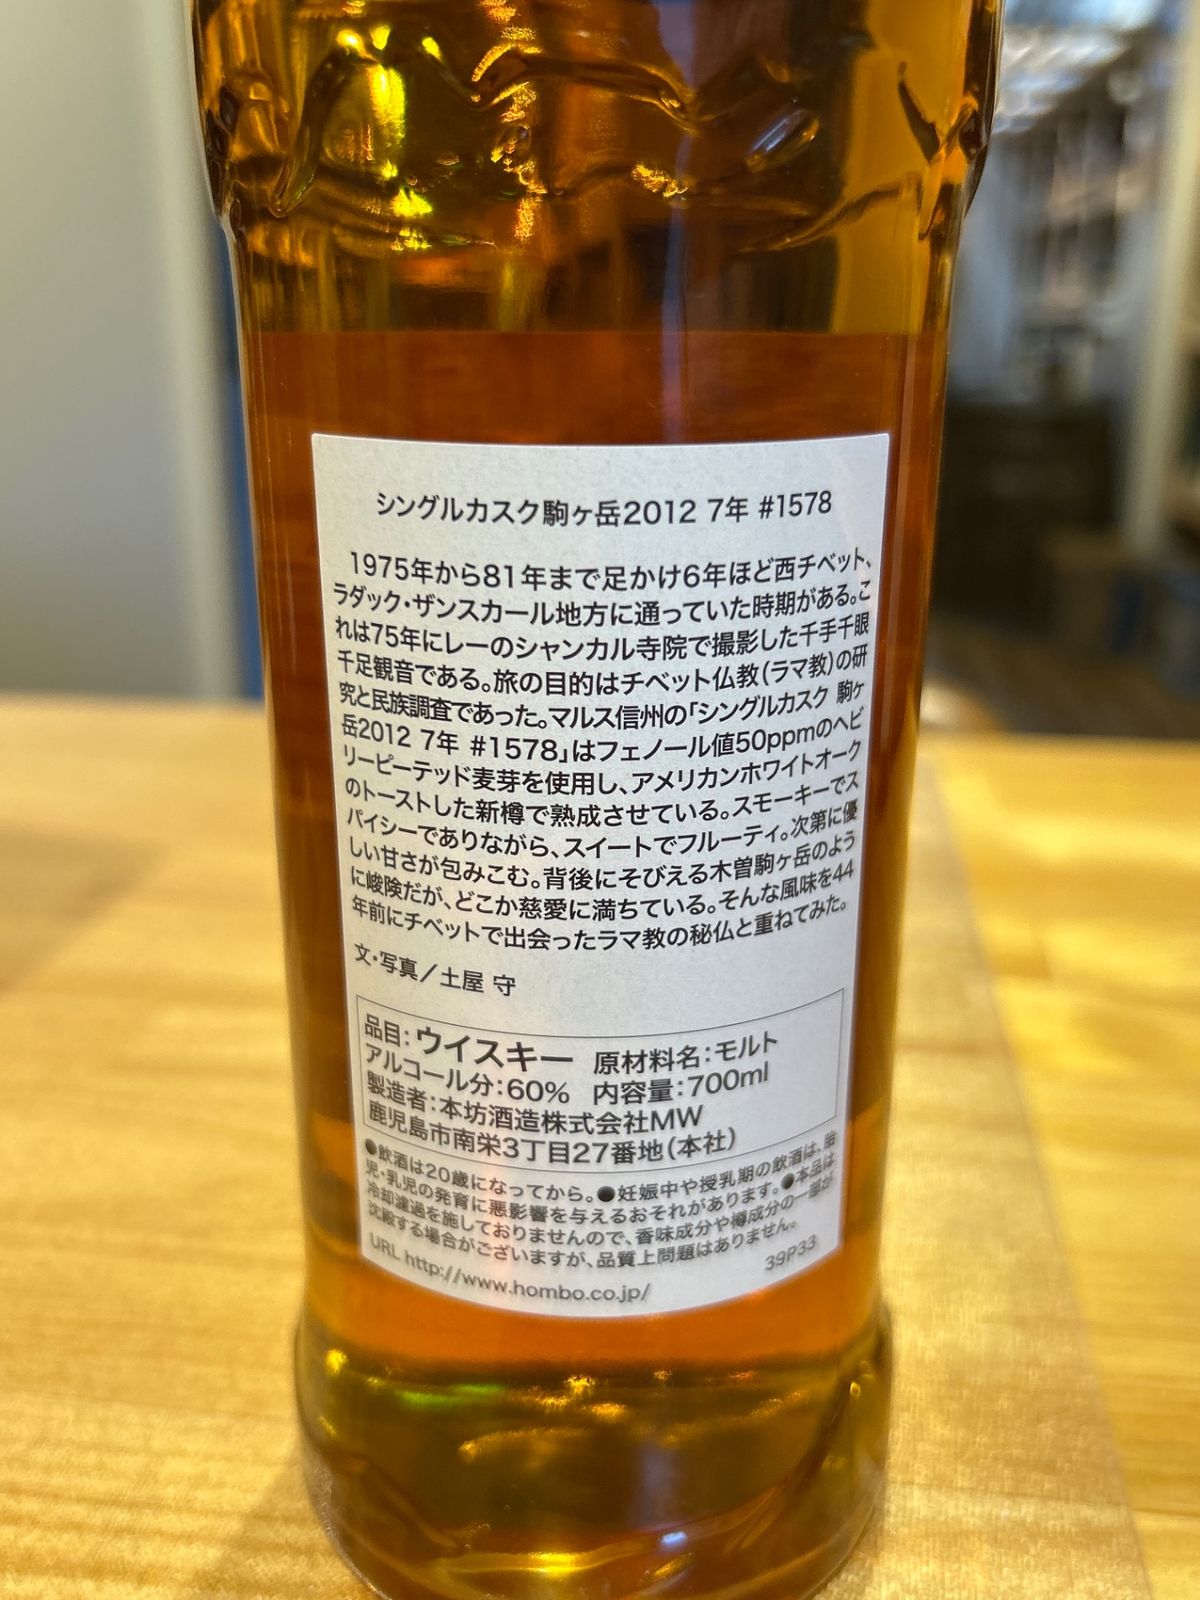 シングルカスク駒ヶ岳2012 7年 #1578
1975年から81年まで足かけ6年ほど西チベット、
ラダック・ザンスカール地方に通っていた時期がある。こ
れは75年にレーのシャンカル寺院で撮影した千手千眼
千足観音である。旅の目的はチベット仏教(ラマ教)の研
究と民族調査であった。マルス信州の「シングルカスク 駒ヶ
岳2012 7年 #1578」はフェノール値50ppmのヘビ
リーピーテッド麦芽を使用し、アメリカンホワイトオーク
のトーストした新樽で熟成させている。スモーキーでス
パイシーでありながら、スイートでフルーティ。次第に優
しい甘さが包みこむ。背後にそびえる木曽駒ヶ岳のよう
に峻険だが、どこか慈愛に満ちている。そんな風味を44
年前にチベットで出会ったラマ教の秘仏と重ねてみた。
文・写真/土屋 守
品目:ウイスキー 原材料名:モルト
アルコール分:60% 内容量:700ml
製造者:本坊酒造株式会社MW
鹿児島市南栄3丁目27番地(本社)
●飲酒は20歳になってから。●妊娠中や授乳期の飲酒は、胎
児・乳児の発育に悪影響を与えるおそれがあります。●本品は
冷却濾過を施しておりませんので、香味成分や樽成分の一部が
沈殿する場合がございますが、品質上問題はありません。
URL http://www.hombo.co.jp/ 39P33